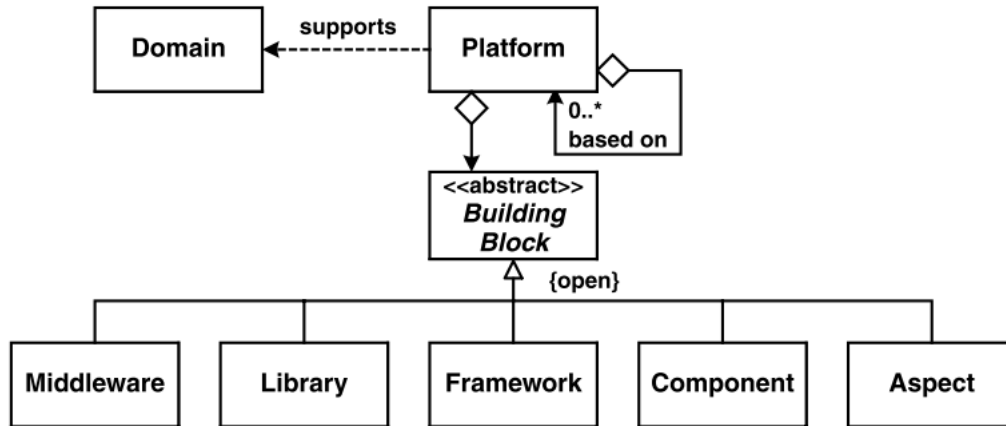 Domain
supports
Platform
0..*
based on
<<abstract>>
Building
Block
{open}
Middleware
Library
Framework
Component
Aspect